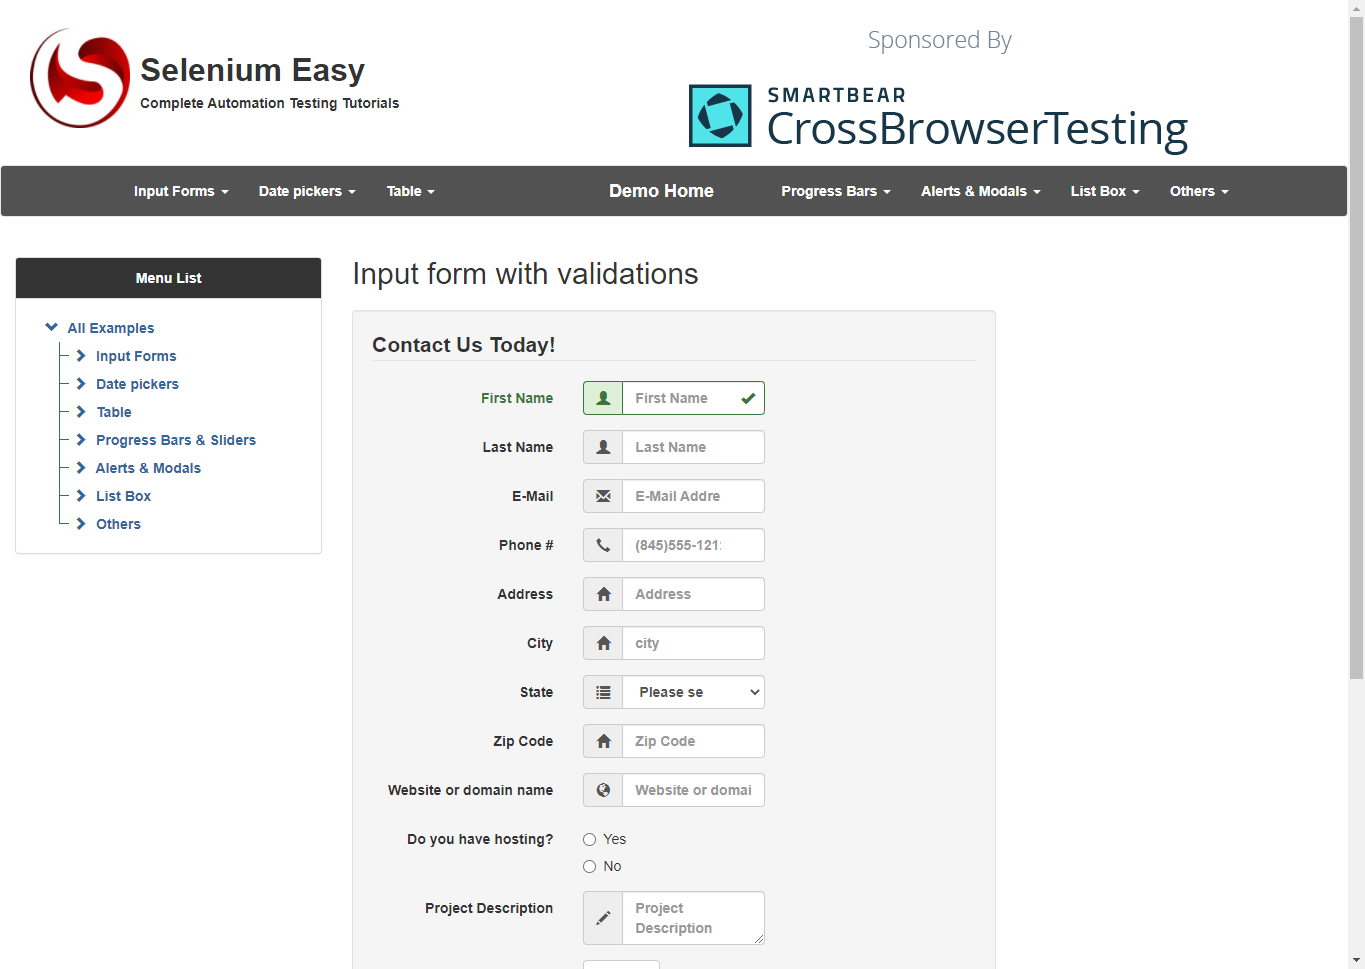 Selenium Easy
Complete Automation Testing Tutorials
Sponsored By
SMARTBEAR
CrossBrowserTesting
Input Forms
Date pickers
Table
Demo Home
Progress Bars
Alerts & Modals
List Box
Others
Menu List
All Examples
Input Forms
Date pickers
Table
Progress Bars & Sliders
Alerts & Modals
List Box
Others
Input form with validations
Contact Us Today!
First Name First Name
Last Name Last Name
E-Mail E-Mail Addre
Phone # (845)555-121
Address Address
City city
State Please se
Zip Code Zip Code
Website or domain name Website or domai
Do you have hosting? Yes
No
Project Description Project
Description